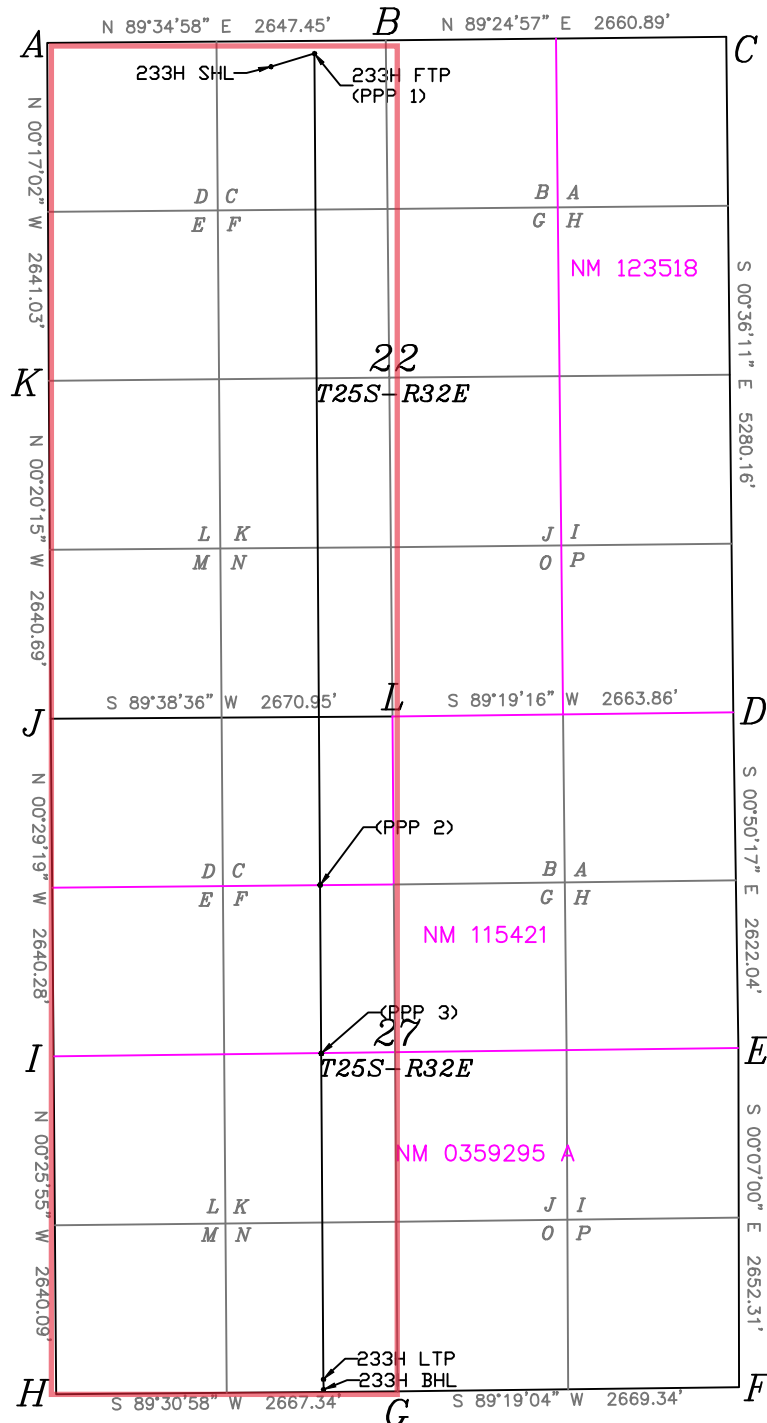 N 89°34'58" E 2647.45'
B
N 89°24'57" E 2660.89'
A
C
233H SHL
233H FTP
(PPP 1)
N 00°17'02" W 2641.03'
D C
E F
B A
G H
NM 123518
S 00°36'11" E 5280.16'
22
T25S-R32E
K
N 00°20'15" W 2640.69'
L K
M N
J I
O P
S 89°38'36" W 2670.95'
L
S 89°19'16" W 2663.86'
J
D
(PPP 2)
N 00°29'19" W 2640.28'
D C
E F
B A
G H
S 00°50'17" E 2622.04'
NM 115421
(PPP 3)
27
T25S-R32E
I
E
NM 0359295 A
N 00°25'55" W 2640.09'
L K
M N
J I
O P
S 00°07'00" E 2652.31'
233H LTP
233H BHL
H
S 89°30'58" W 2667.34'
G
S 89°19'04" W 2669.34'
F